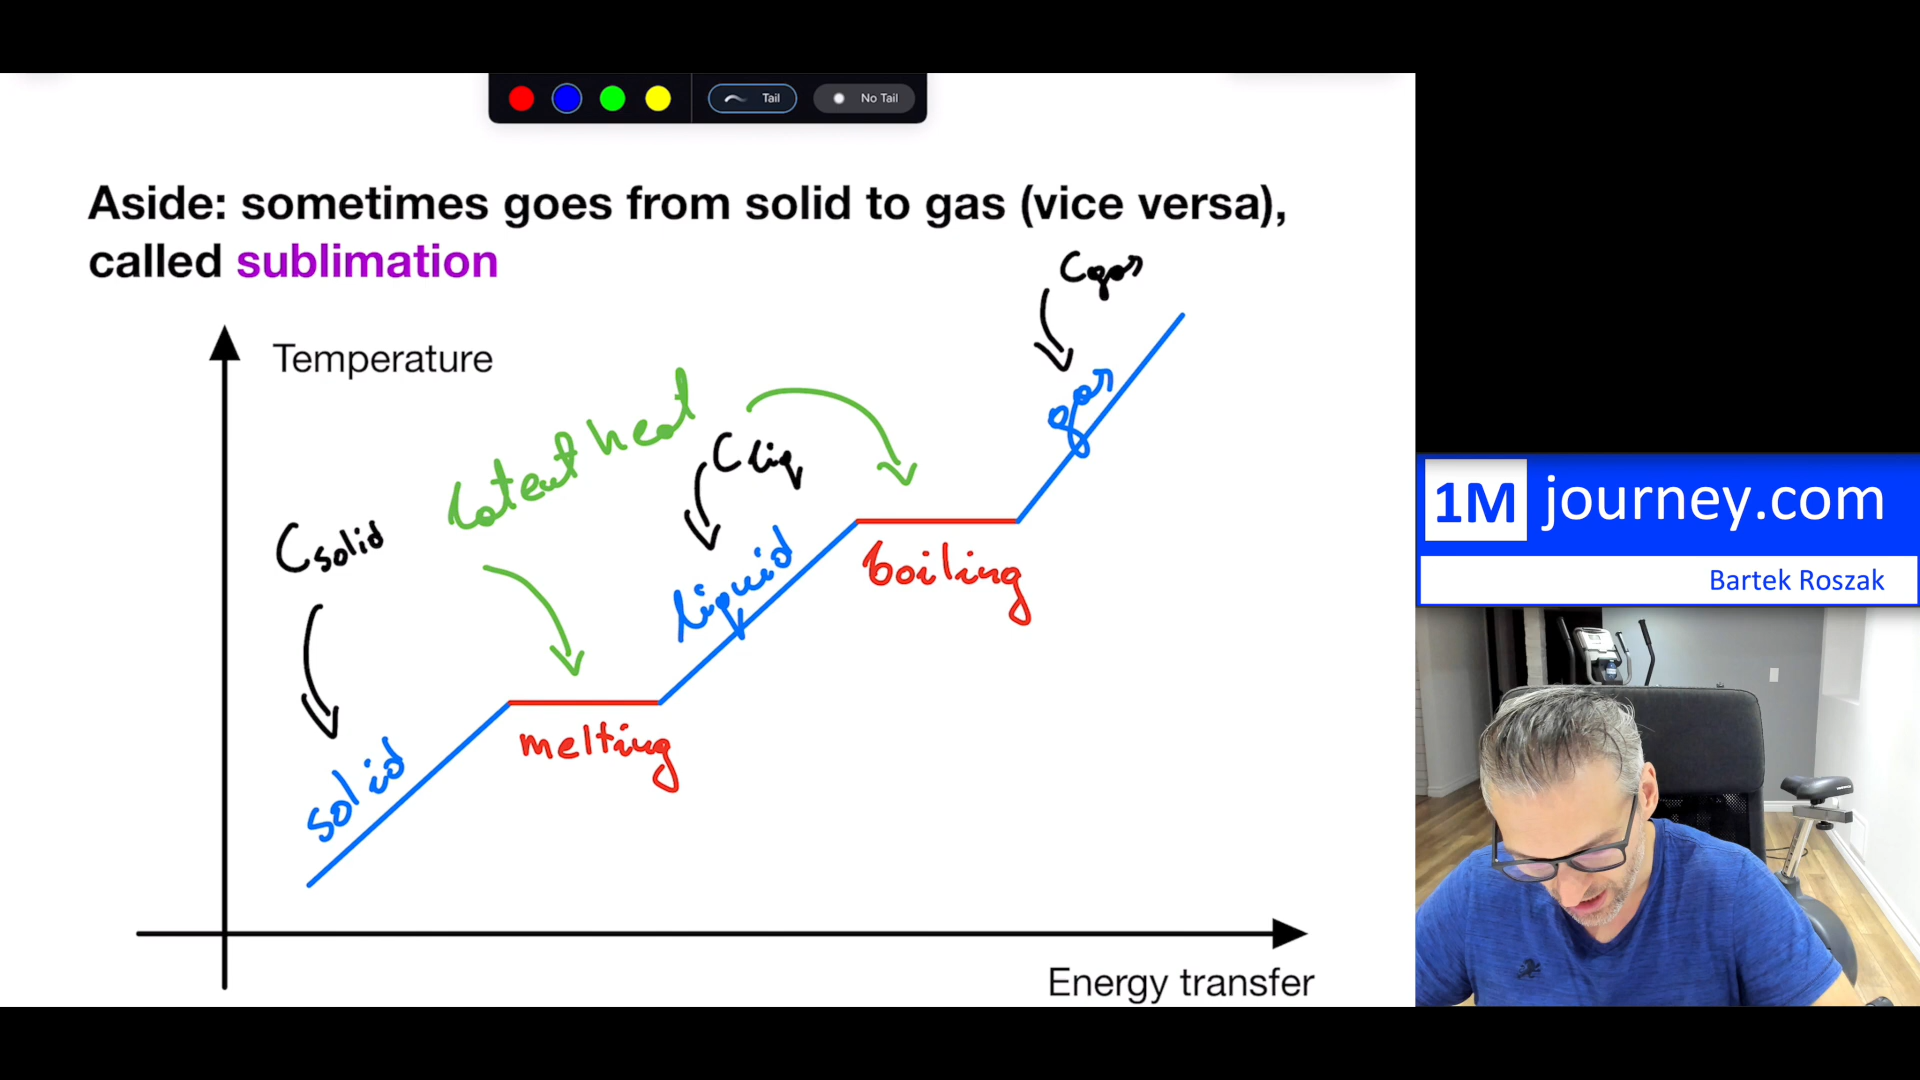 Tail
No Tail
Aside: sometimes goes from solid to gas (vice versa),
called sublimation
Cgas
Temperature
gas
Latent heat
Cliq
Csolid
liquid
boiling
melting
solid
Energy transfer
1M journey.com
Bartek Roszak